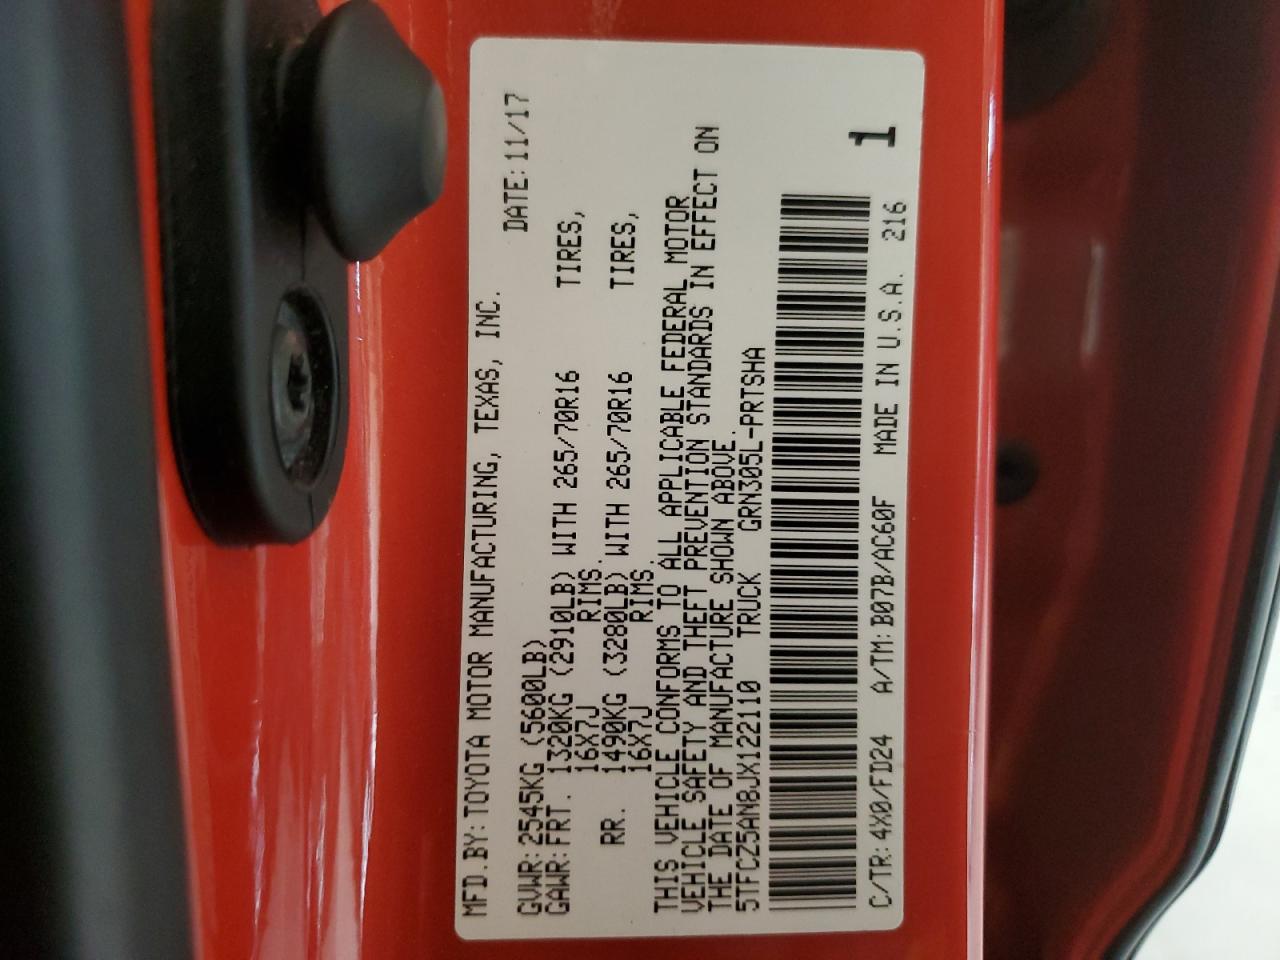 MFD.BY: TOYOTA MOTOR MANUFACTURING, TEXAS, INC.
DATE: 11/17
GVWR: 2545KG (5600LB)
GAWR: FRT. 1320KG (2910LB) WITH 265/70R16 TIRES,
16X7J RIMS.
RR. 1490KG (3280LB) WITH 265/70R16 TIRES,
16X7J RIMS.
THIS VEHICLE CONFORMS TO ALL APPLICABLE FEDERAL MOTOR
VEHICLE SAFETY AND THEFT PREVENTION STANDARDS IN EFFECT ON
THE DATE OF MANUFACTURE SHOWN ABOVE.
5TFCZ5AN8JX122110 TRUCK GRN305L-PRTSHA
1
C/TR: 4X0/FD24 A/TM: B07B/AC60F MADE IN U.S.A. 216